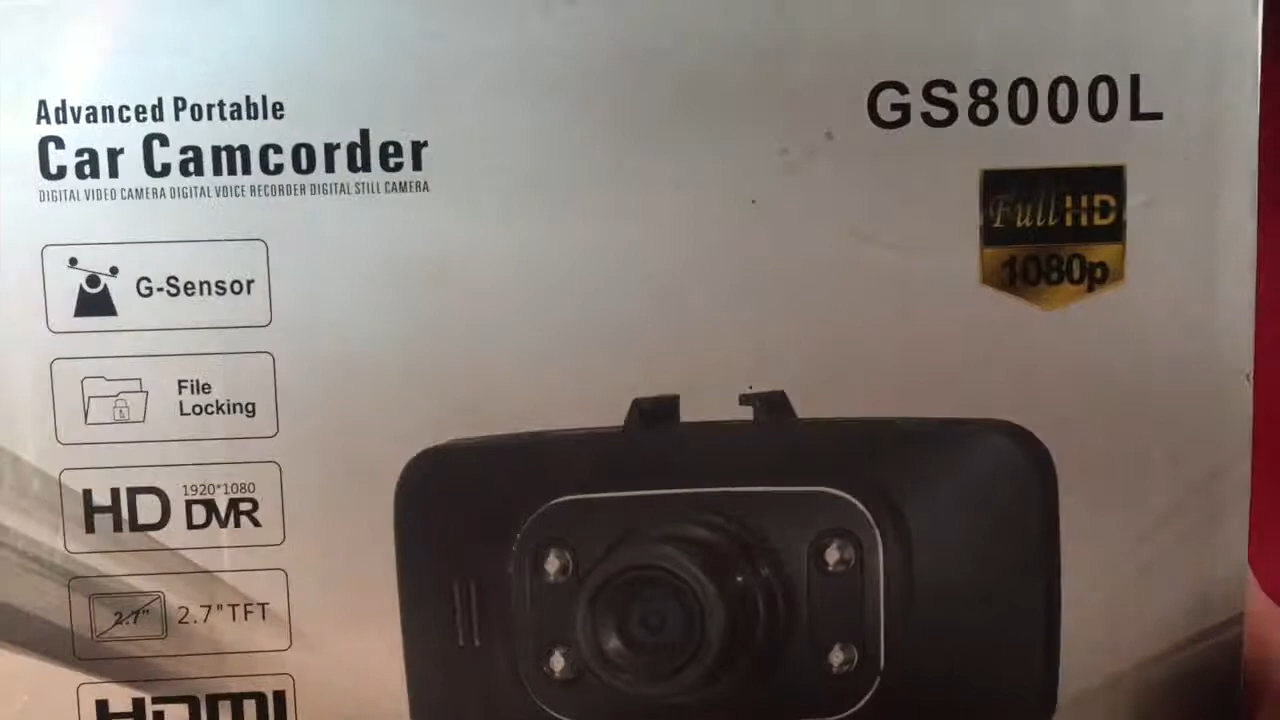 Advanced Portable
Car Camcorder
DIGITAL VIDEO CAMERA DIGITAL VOICE RECORDER DIGITAL STILL CAMERA
GS8000L
Full HD
1080p
G-Sensor
File
Locking
HD 1920*1080
DVR
2.7" 2.7"TFT
HDMI